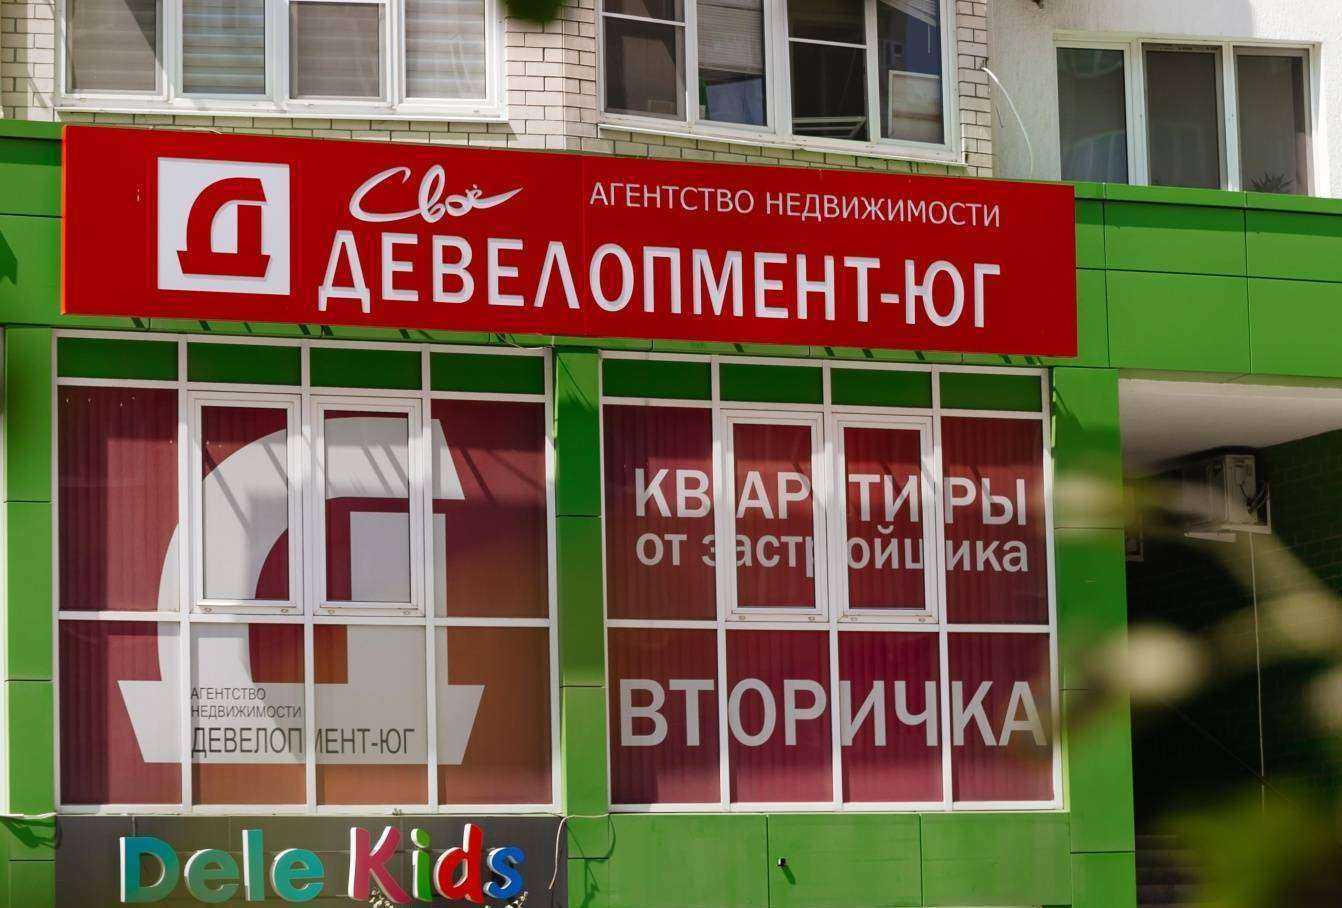 Своё
АГЕНТСТВО НЕДВИЖИМОСТИ
ДЕВЕЛОПМЕНТ-ЮГ
АГЕНТСТВО
НЕДВИЖИМОСТИ
ДЕВЕЛОПМЕНТ-ЮГ
КВАРТИРЫ
от застройщика
ВТОРИЧКА
Dele Kids